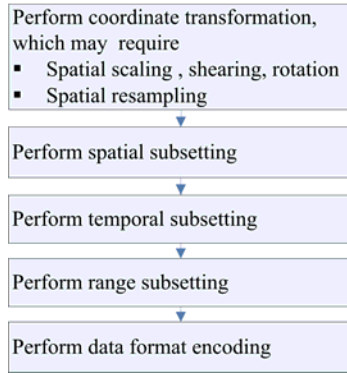 Perform coordinate transformation,
which may require
▪ Spatial scaling , shearing, rotation
▪ Spatial resampling
Perform spatial subsetting
Perform temporal subsetting
Perform range subsetting
Perform data format encoding